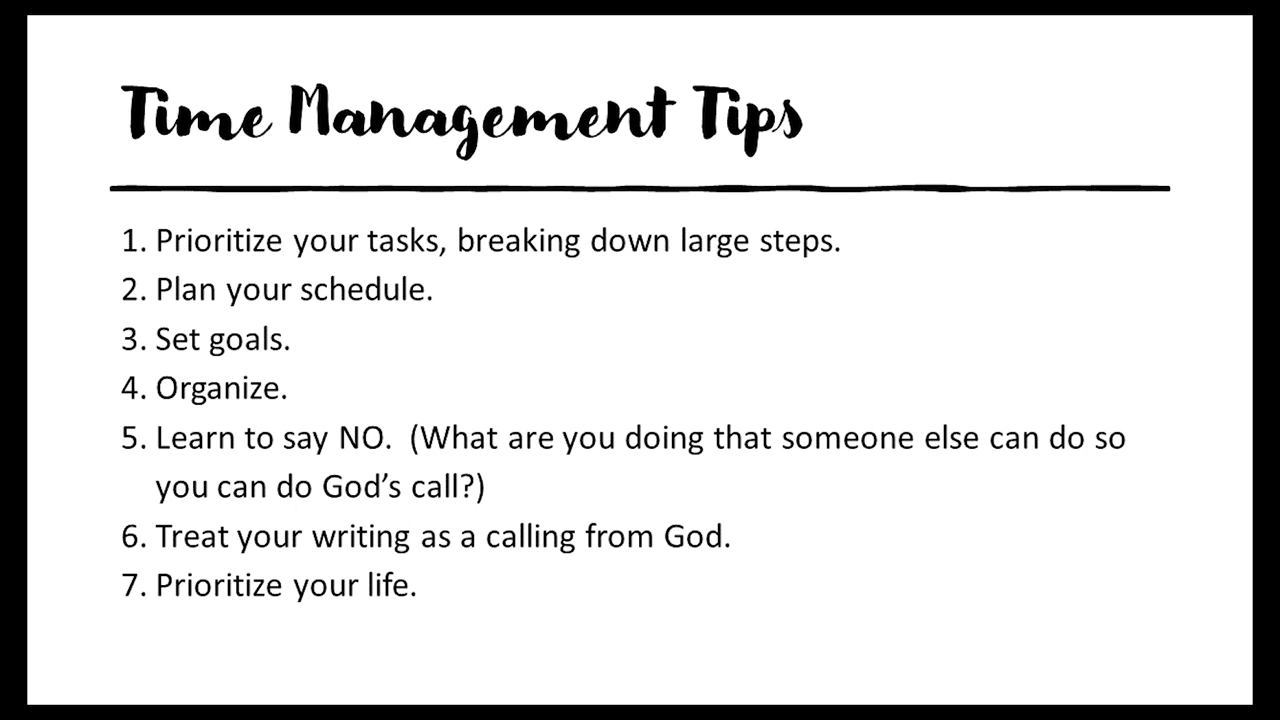 Time Management Tips
1. Prioritize your tasks, breaking down large steps.
2. Plan your schedule.
3. Set goals.
4. Organize.
5. Learn to say NO.  (What are you doing that someone else can do so
you can do God’s call?)
6. Treat your writing as a calling from God.
7. Prioritize your life.